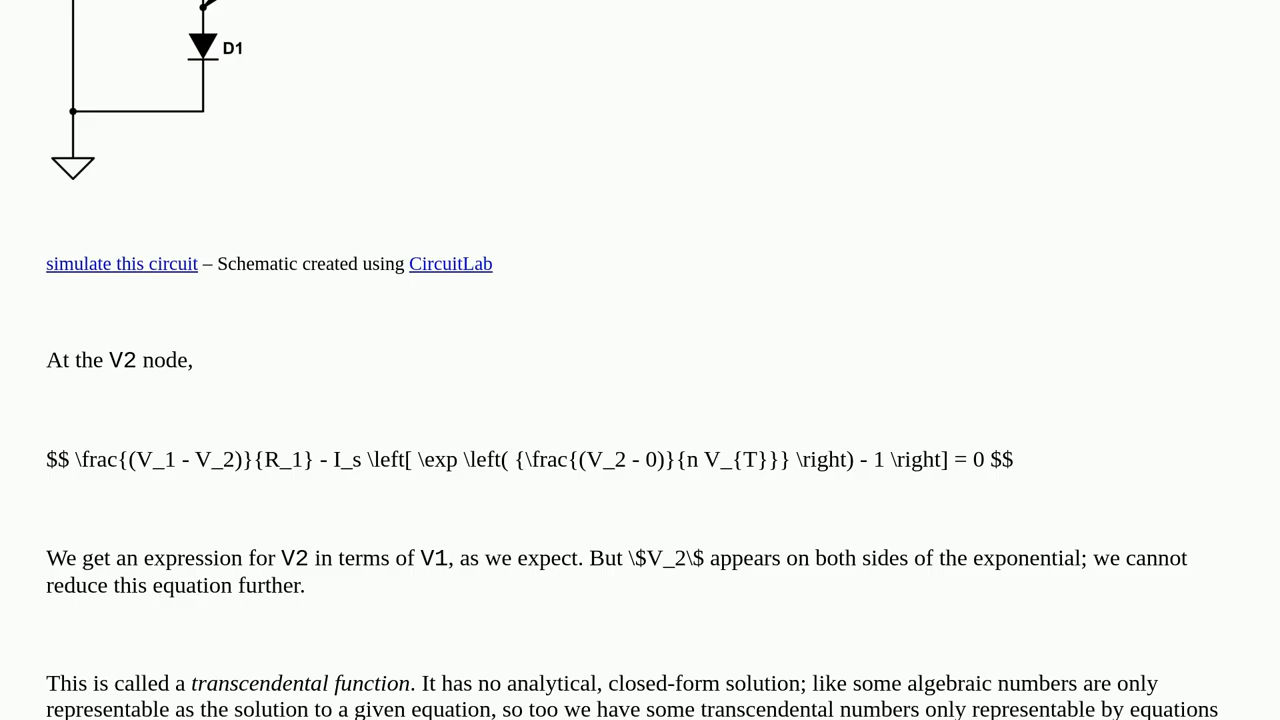 D1
simulate this circuit – Schematic created using CircuitLab
At the V2 node,
$$ \frac{(V_1 - V_2)}{R_1} - I_s \left[ \exp \left( {\frac{(V_2 - 0)}{n V_{T}}} \right) - 1 \right] = 0 $$
We get an expression for V2 in terms of V1, as we expect. But \$V_2\$ appears on both sides of the exponential; we cannot
reduce this equation further.
This is called a transcendental function. It has no analytical, closed-form solution; like some algebraic numbers are only
representable as the solution to a given equation, so too we have some transcendental numbers only representable by equations